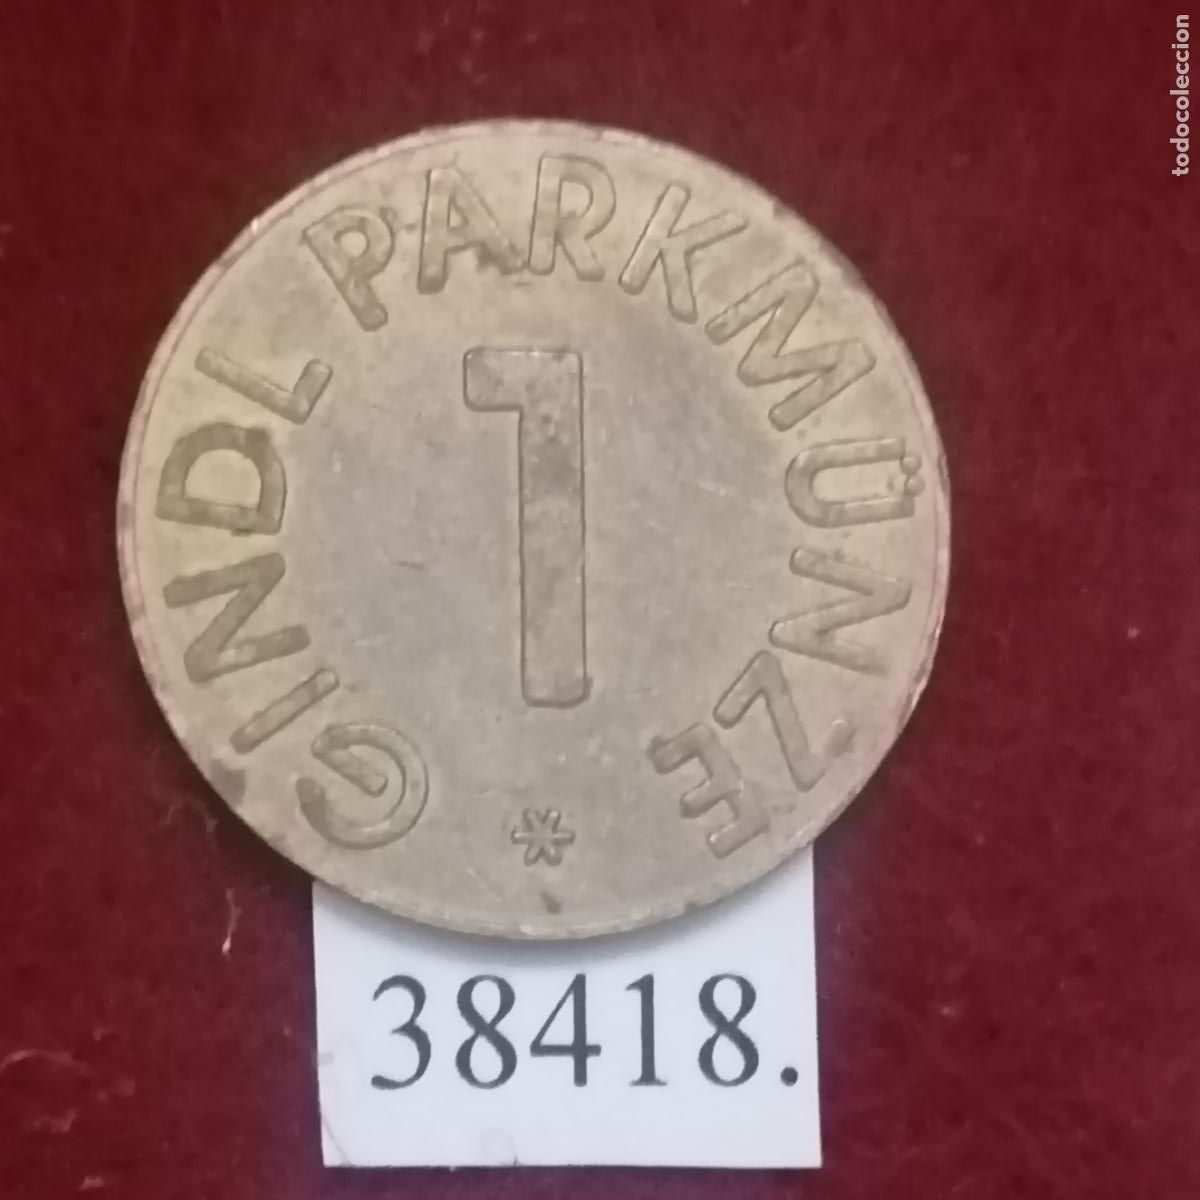 GINDL PARKMÜNZE *
1
38418.
todocoleccion